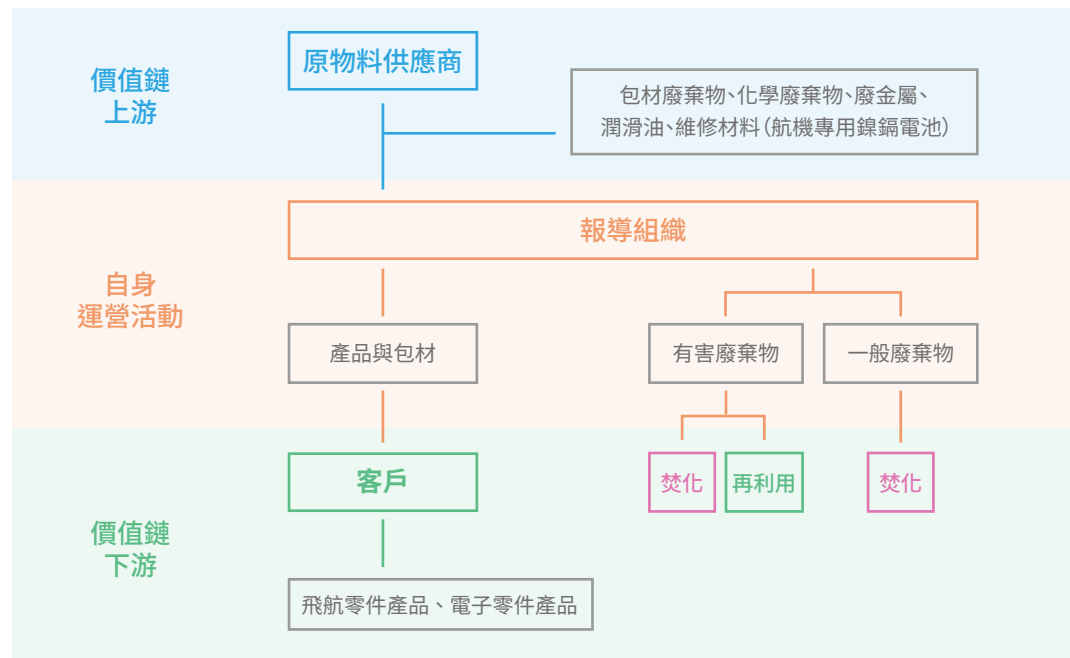 價值鏈
上游
原物料供應商
包材廢棄物、化學廢棄物、廢金屬、
潤滑油、維修材料(航機專用鎳鎘電池)
自身
運營活動
報導組織
產品與包材
有害廢棄物
一般廢棄物
價值鏈
下游
客戶
焚化
再利用
焚化
飛航零件產品、電子零件產品